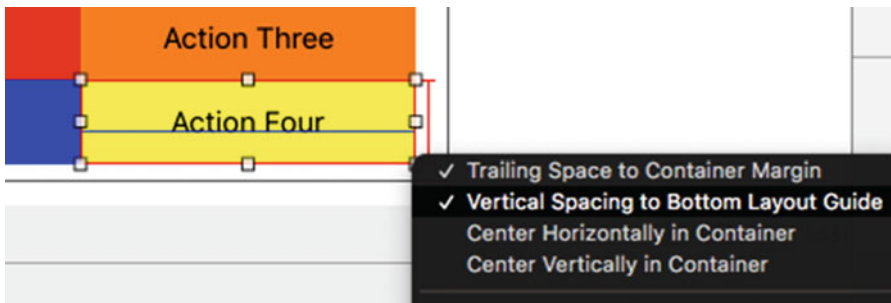 Action Three
Action Four
✓ Trailing Space to Container Margin
✓ Vertical Spacing to Bottom Layout Guide
Center Horizontally in Container
Center Vertically in Container